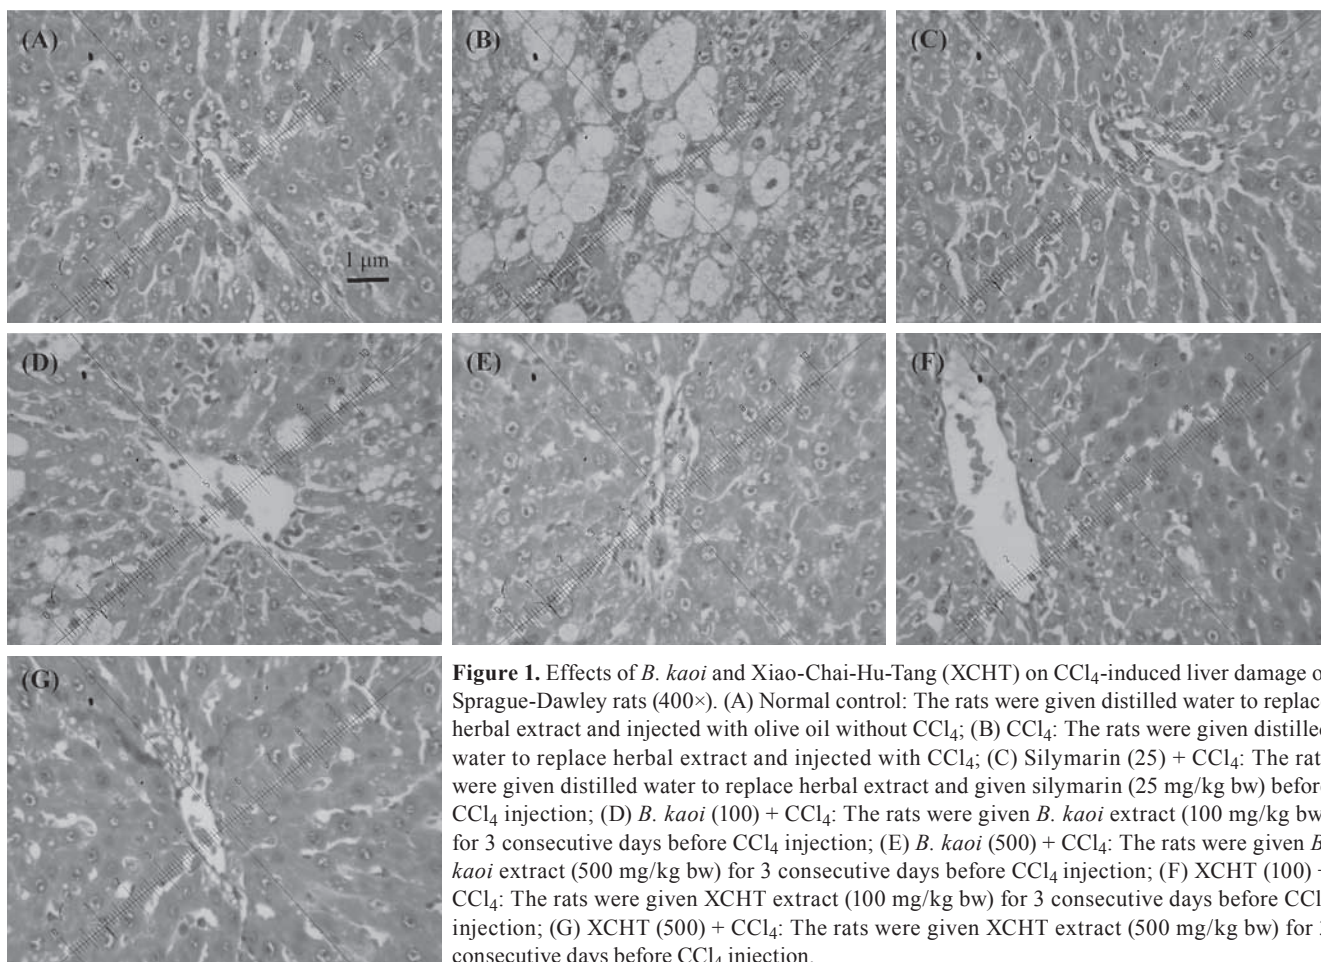 (A)
(B)
(C)
1 μm
(D)
(E)
(F)
(G)
Figure 1. Effects of B. kaoi and Xiao-Chai-Hu-Tang (XCHT) on CCl4-induced liver damage o
Sprague-Dawley rats (400×). (A) Normal control: The rats were given distilled water to replac
herbal extract and injected with olive oil without CCl4; (B) CCl4: The rats were given distille
water to replace herbal extract and injected with CCl4; (C) Silymarin (25) + CCl4: The rat
were given distilled water to replace herbal extract and given silymarin (25 mg/kg bw) befor
CCl4 injection; (D) B. kaoi (100) + CCl4: The rats were given B. kaoi extract (100 mg/kg bw
for 3 consecutive days before CCl4 injection; (E) B. kaoi (500) + CCl4: The rats were given B
kaoi extract (500 mg/kg bw) for 3 consecutive days before CCl4 injection; (F) XCHT (100)
CCl4: The rats were given XCHT extract (100 mg/kg bw) for 3 consecutive days before CCl
injection; (G) XCHT (500) + CCl4: The rats were given XCHT extract (500 mg/kg bw) for
consecutive days before CCl4 injection.